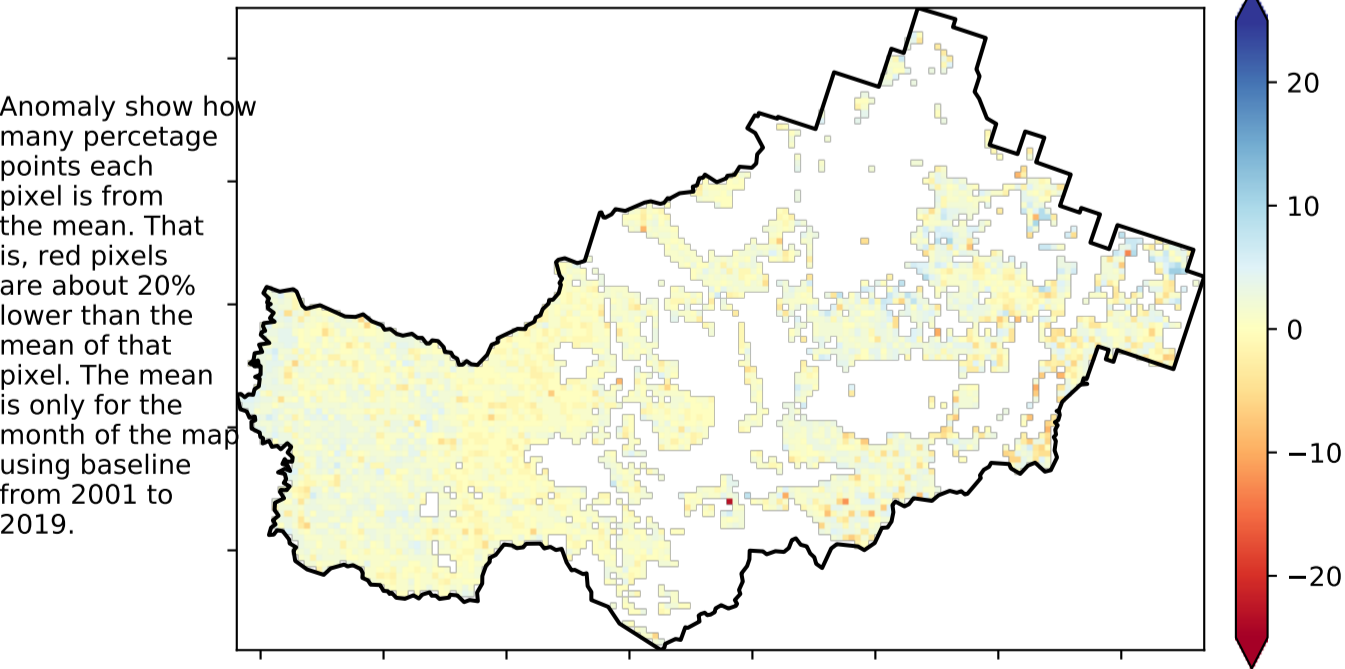 Anomaly show how
many percetage
points each
pixel is from
the mean. That
is, red pixels
are about 20%
lower than the
mean of that
pixel. The mean
is only for the
month of the map
using baseline
from 2001 to
2019.
20
10
0
−10
−20